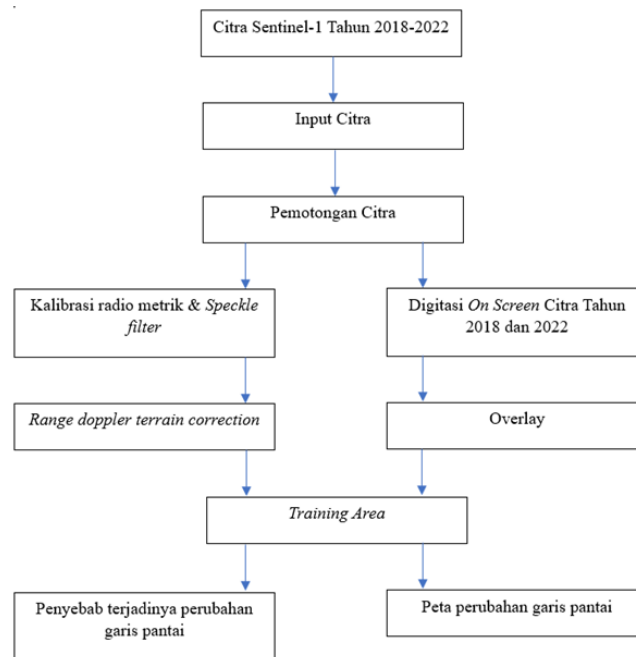 Citra Sentinel-1 Tahun 2018-2022
Input Citra
Pemotongan Citra
Kalibrasi radio metrik & Speckle
filter
Digitasi On Screen Citra Tahun
2018 dan 2022
Range doppler terrain correction
Overlay
Training Area
Penyebab terjadinya perubahan
garis pantai
Peta perubahan garis pantai